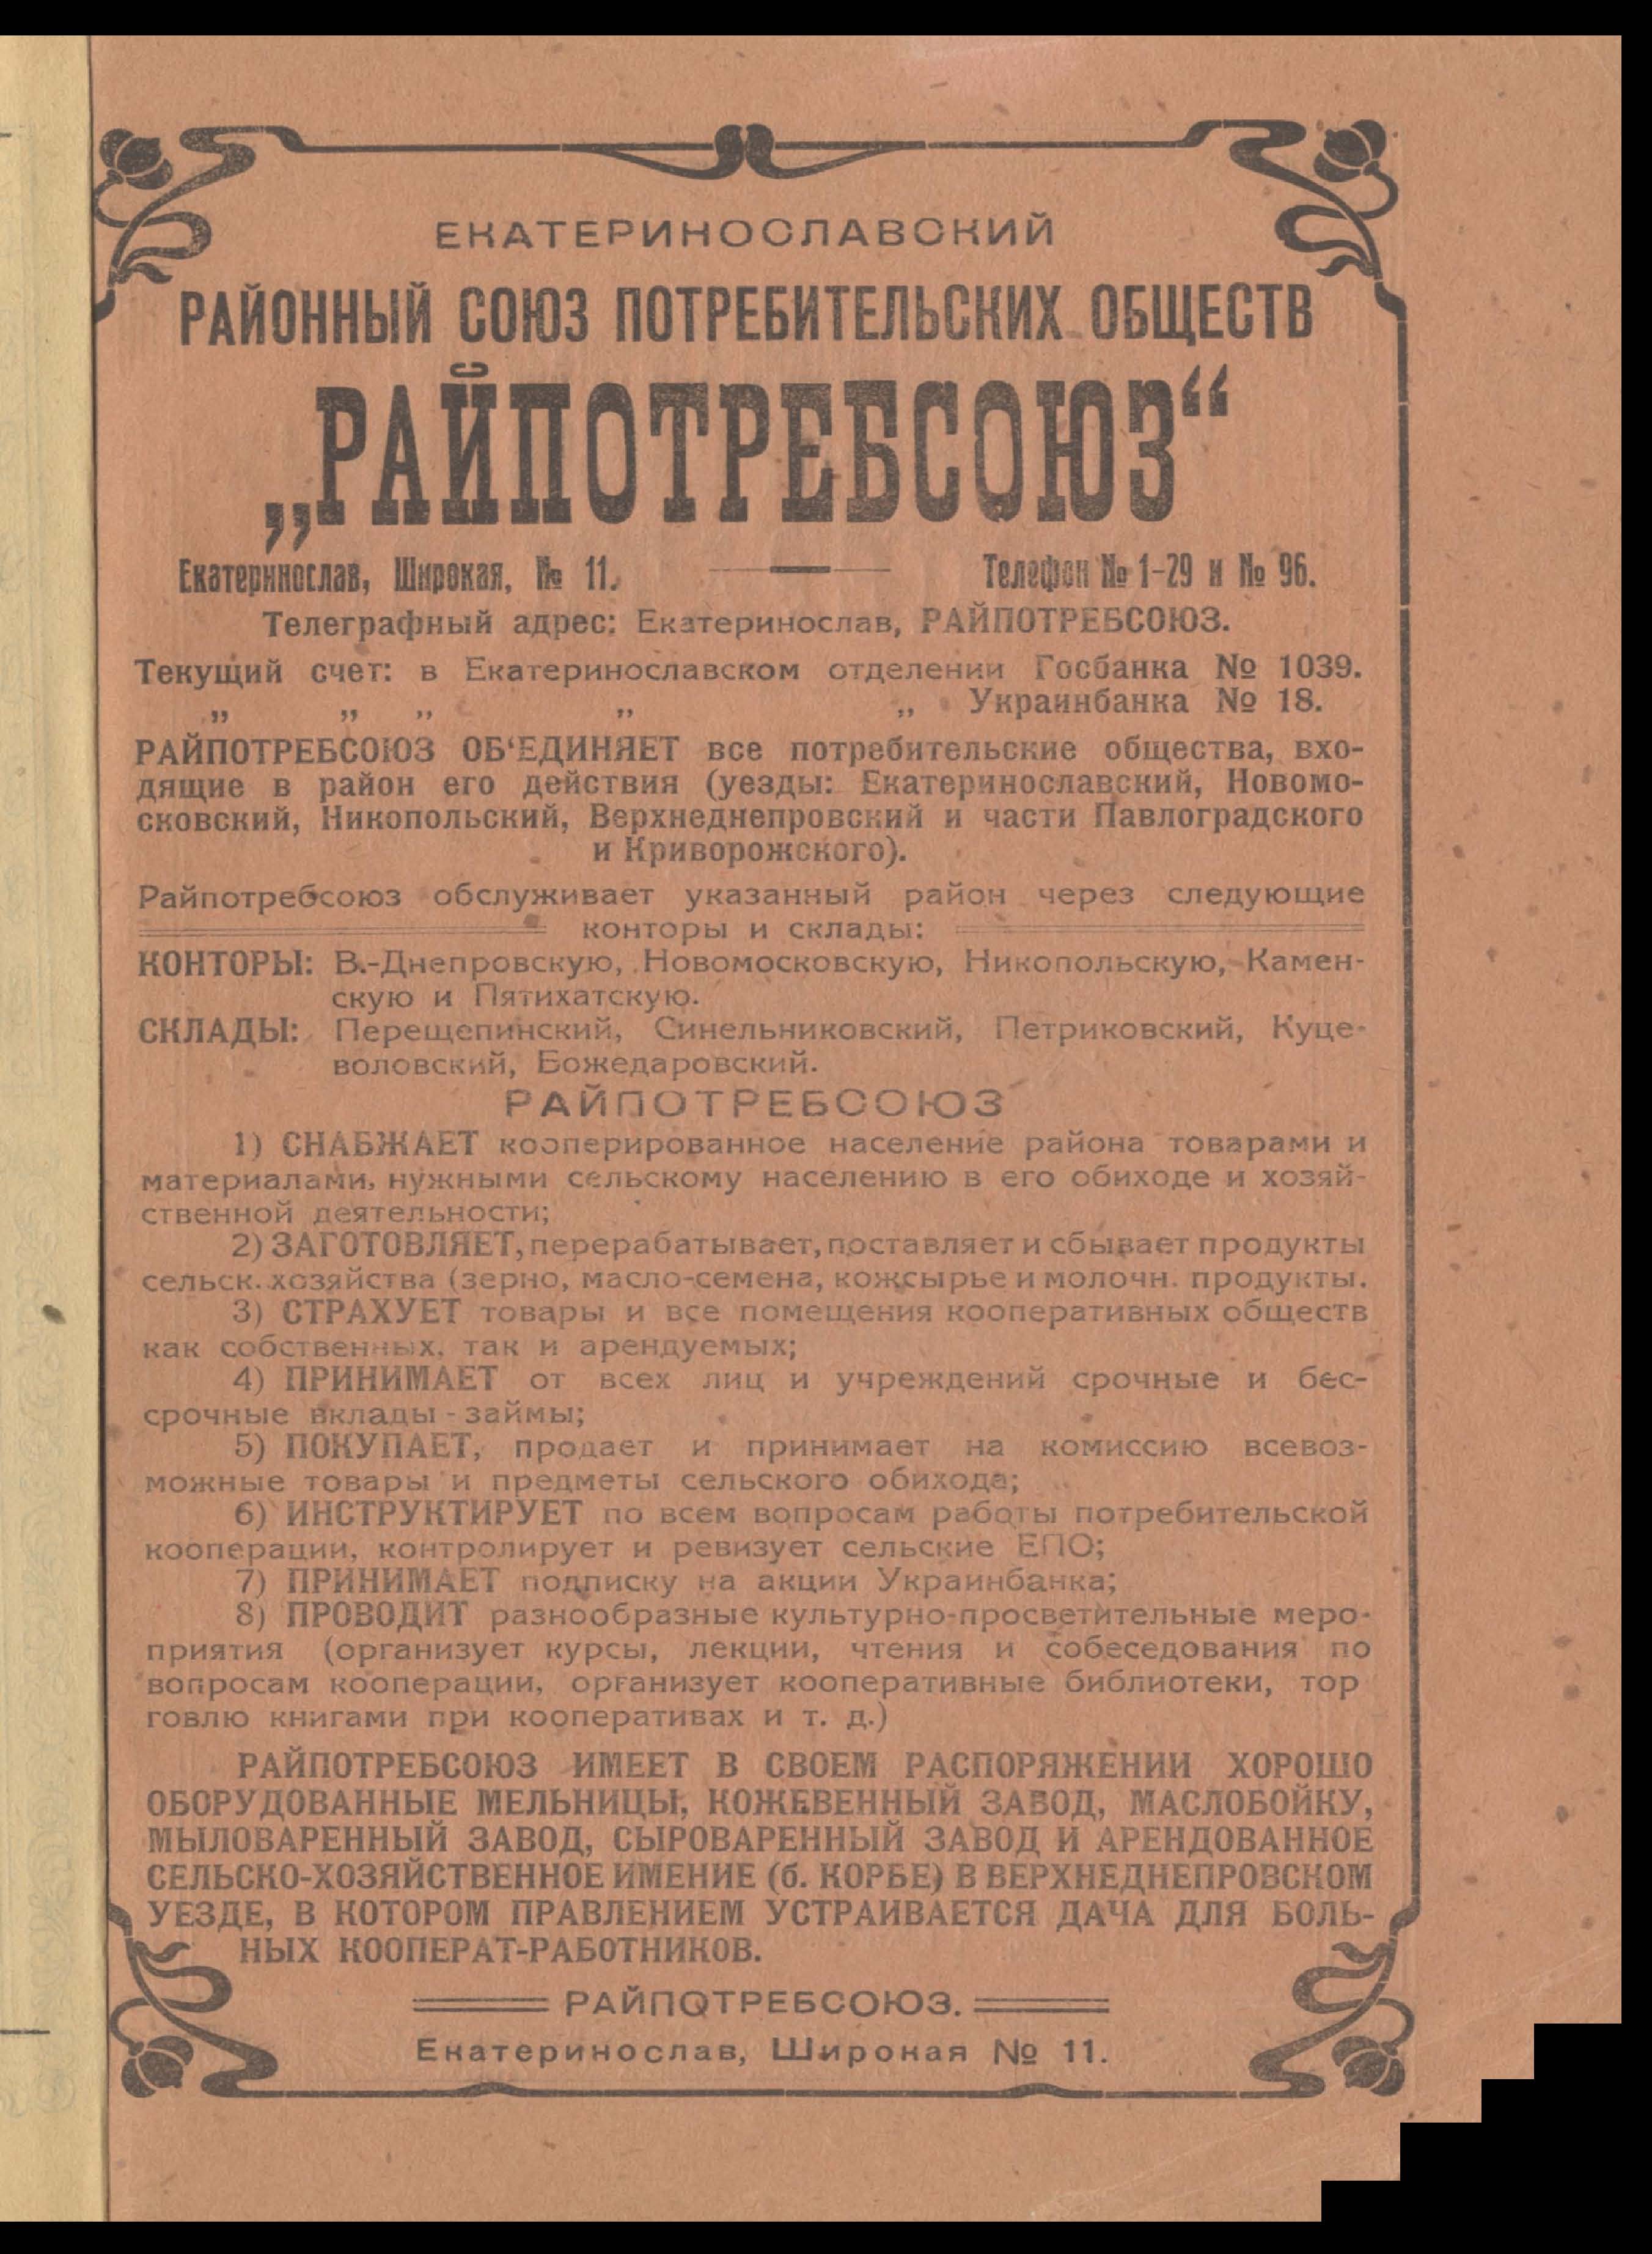 ЕКАТЕРИНОСЛАВСКИЙ
РАЙОННЫЙ СОЮЗ ПОТРЕБИТЕЛЬСКИХ ОБЩЕСТВ
„РАЙПОТРЕБСОЮЗ“
Екатеринослав, Широкая, № 11. Телефон № 1-29 и № 96.
Телеграфный адрес: Екатеринослав, РАЙПОТРЕБСОЮЗ.
Текущий счет: в Екатеринославском отделении Госбанка № 1039.
„ „ „ „ „ Украинбанка № 18.
РАЙПОТРЕБСОЮЗ ОБ‘ЕДИНЯЕТ все потребительские общества, вхо-
дящие в район его действия (уезды: Екатеринославский, Новомо-
сковский, Никопольский, Верхнеднепровский и части Павлоградского
и Криворожского).
Райпотребсоюз обслуживает указанный район через следующие
конторы и склады:
КОНТОРЫ: В.-Днепровскую, Новомосковскую, Никопольскую, Камен-
скую и Пятихатскую.
СКЛАДЫ: Перещепинский, Синельниковский, Петриковский, Куце-
воловский, Божедаровский.
РАЙПОТРЕБСОЮЗ
1) СНАБЖАЕТ кооперированное население района товарами и
материалами, нужными сельскому населению в его обиходе и хозяй-
ственной деятельности;
2) ЗАГОТОВЛЯЕТ, перерабатывает, поставляет и сбывает продукты
сельск. хозяйства (зерно, масло-семена, кожсырье и молочн. продукты.
3) СТРАХУЕТ товары и все помещения кооперативных обществ
как собственных, так и арендуемых;
4) ПРИНИМАЕТ от всех лиц и учреждений срочные и бес-
срочные вклады - займы;
5) ПОКУПАЕТ, продает и принимает на комиссию всевоз-
можные товары и предметы сельского обихода;
6) ИНСТРУКТИРУЕТ по всем вопросам работы потребительской
кооперации, контролирует и ревизует сельские ЕПО;
7) ПРИНИМАЕТ подписку на акции Украинбанка;
8) ПРОВОДИТ разнообразные культурно-просветительные меро-
приятия (организует курсы, лекции, чтения и собеседования по
вопросам кооперации, организует кооперативные библиотеки, тор
говлю книгами при кооперативах и т. д.)
РАЙПОТРЕБСОЮЗ ИМЕЕТ В СВОЕМ РАСПОРЯЖЕНИИ ХОРОШО
ОБОРУДОВАННЫЕ МЕЛЬНИЦЫ, КОЖЕВЕННЫЙ ЗАВОД, МАСЛОБОЙКУ,
МЫЛОВАРЕННЫЙ ЗАВОД, СЫРОВАРЕННЫЙ ЗАВОД И АРЕНДОВАННОЕ
СЕЛЬСКО-ХОЗЯЙСТВЕННОЕ ИМЕНИЕ (б. КОРБЕ) В ВЕРХНЕДНЕПРОВСКОМ
УЕЗДЕ, В КОТОРОМ ПРАВЛЕНИЕМ УСТРАИВАЕТСЯ ДАЧА ДЛЯ БОЛЬ-
НЫХ КООПЕРАТ-РАБОТНИКОВ.
РАЙПОТРЕБСОЮЗ.
Екатеринослав, Широкая № 11.